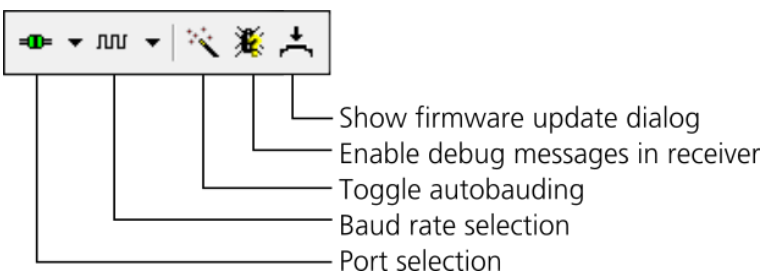 Show firmware update dialog
Enable debug messages in receiver
Toggle autobauding
Baud rate selection
Port selection